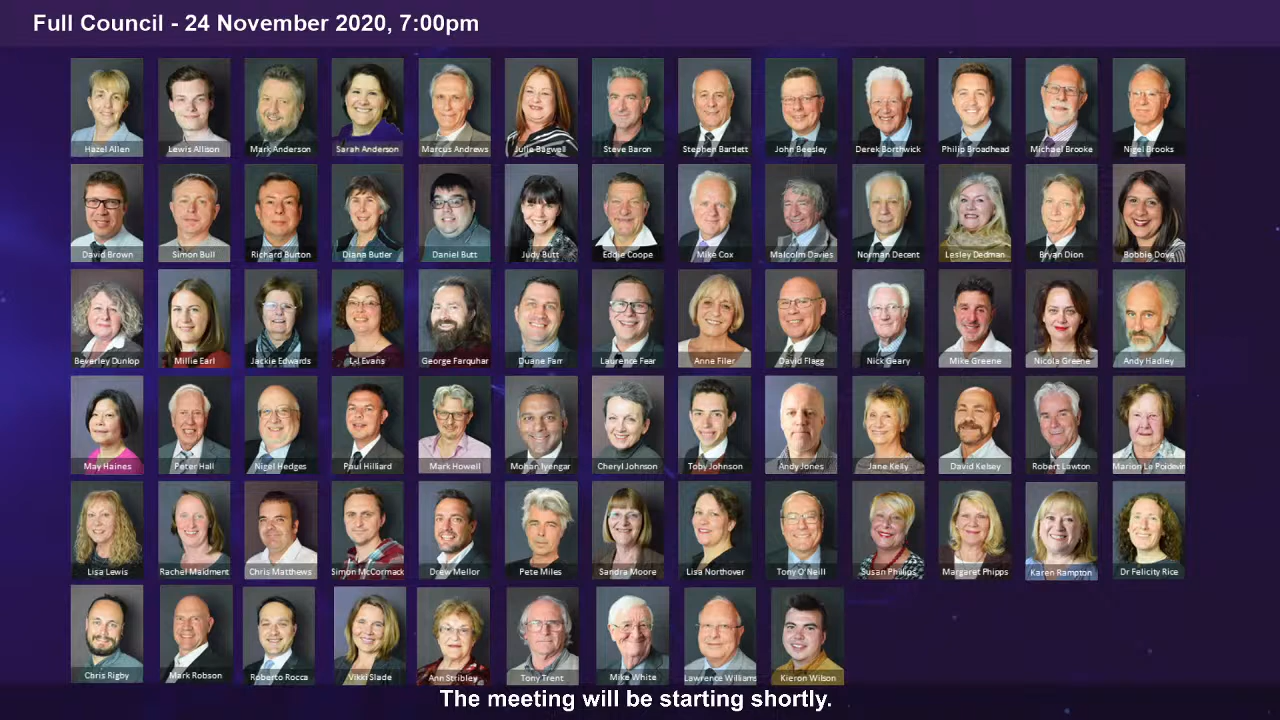 Full Council - 24 November 2020, 7:00pm
Hazel Allen
Lewis Allison
Mark Anderson
Sarah Anderson
Marcus Andrews
Julie Bagwell
Steve Baron
Stephen Bartlett
John Beesley
Derek Borthwick
Philip Broadhead
Michael Brooke
Nigel Brooks
David Brown
Simon Bull
Richard Burton
Diana Butler
Daniel Butt
Judy Butt
Eddie Coope
Mike Cox
Malcolm Davies
Norman Decent
Lesley Dedman
Bryan Dion
Bobbie Dove
Beverley Dunlop
Millie Earl
Jackie Edwards
L-J Evans
George Farquhar
Duane Farr
Laurence Fear
Anne Filer
David Flagg
Nick Geary
Mike Greene
Nicola Greene
Andy Hadley
May Haines
Peter Hall
Nigel Hedges
Paul Hilliard
Mark Howell
Mohan Iyengar
Cheryl Johnson
Toby Johnson
Andy Jones
Jane Kelly
David Kelsey
Robert Lawton
Marion Le Poidevin
Lisa Lewis
Rachel Maidment
Chris Matthews
Simon McCormack
Drew Mellor
Pete Miles
Sandra Moore
Lisa Northover
Tony O'Neill
Susan Phillips
Margaret Phipps
Karen Rampton
Dr Felicity Rice
Chris Rigby
Mark Robson
Roberto Rocca
Vikki Slade
Ann Stribley
Tony Trent
Mike White
Lawrence Williams
Kieron Wilson
The meeting will be starting shortly.